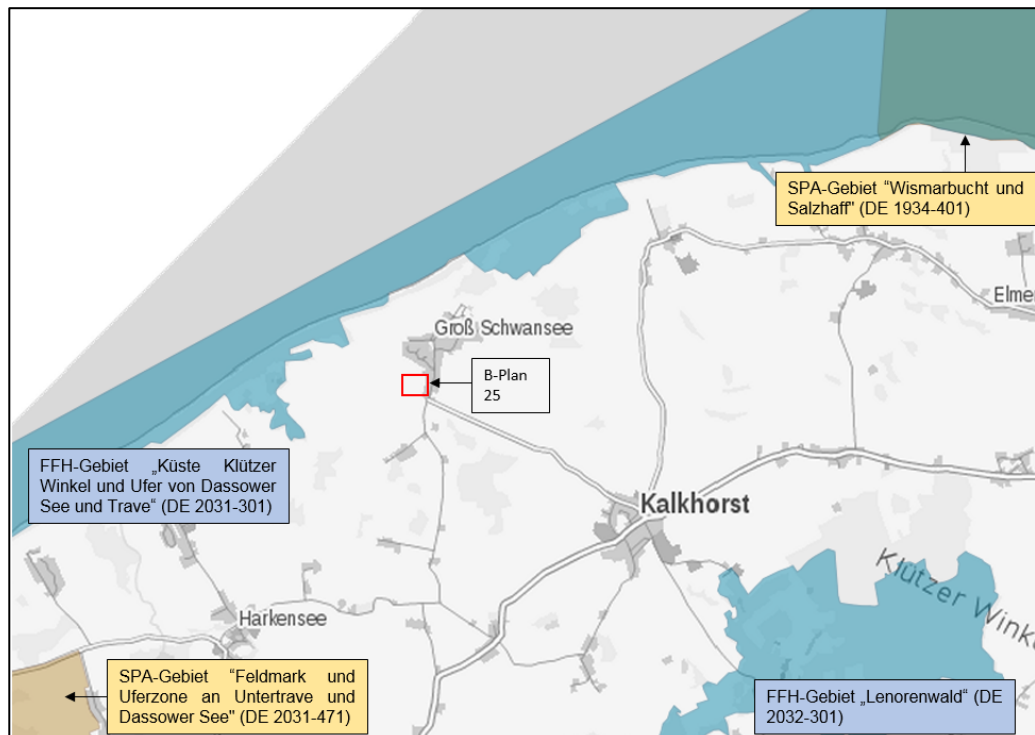 SPA-Gebiet "Wismarbucht und
Salzhaff" (DE 1934-401)
Elme
Groß Schwansee
B-Plan
25
FFH-Gebiet „Küste Klützer
Winkel und Ufer von Dassower
See und Trave“ (DE 2031-301)
Kalkhorst
Klützer Wink
Harkensee
SPA-Gebiet "Feldmark und
Uferzone an Untertrave und
Dassower See" (DE 2031-471)
FFH-Gebiet „Lenorenwald“ (DE
2032-301)